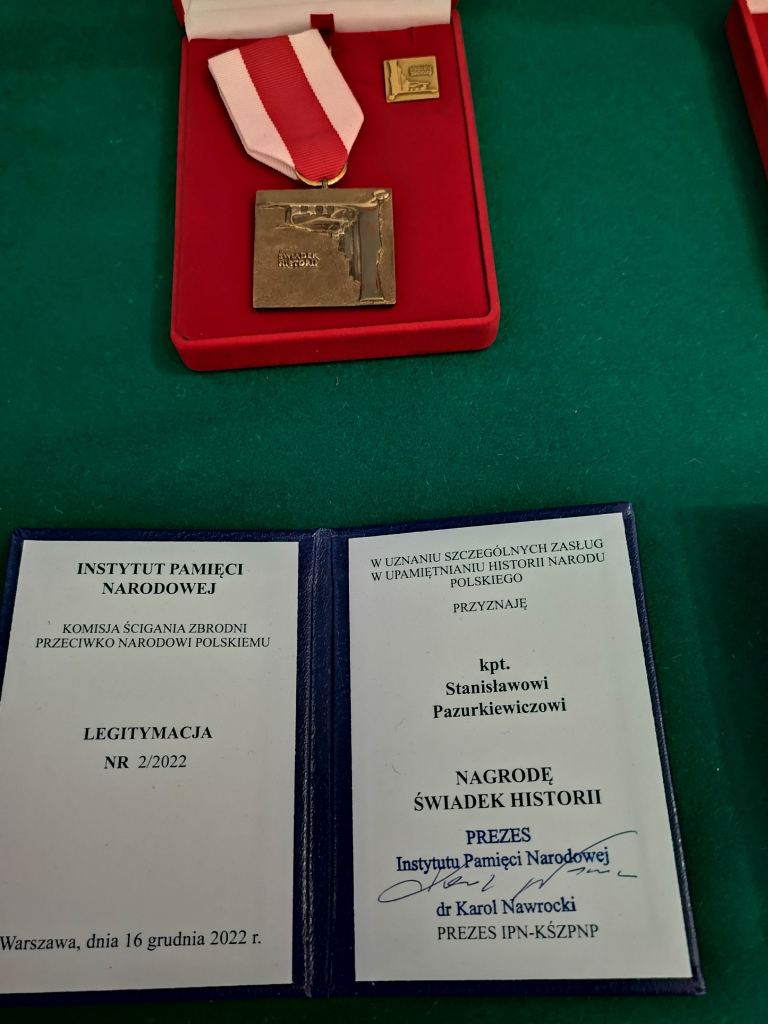 ŚWIADEK
HISTORII
INSTYTUT PAMIĘCI
NARODOWEJ
KOMISJA ŚCIGANIA ZBRODNI
PRZECIWKO NARODOWI POLSKIEMU
LEGITYMACJA
NR 2/2022
Warszawa, dnia 16 grudnia 2022 r.
W UZNANIU SZCZEGÓLNYCH ZASŁUG
W UPAMIĘTNIANIU HISTORII NARODU
POLSKIEGO
PRZYZNAJĘ
kpt.
Stanisławowi
Pazurkiewiczowi
NAGRODĘ
ŚWIADEK HISTORII
PREZES
Instytutu Pamięci Narodowej
dr Karol Nawrocki
PREZES IPN-KŚZPNP